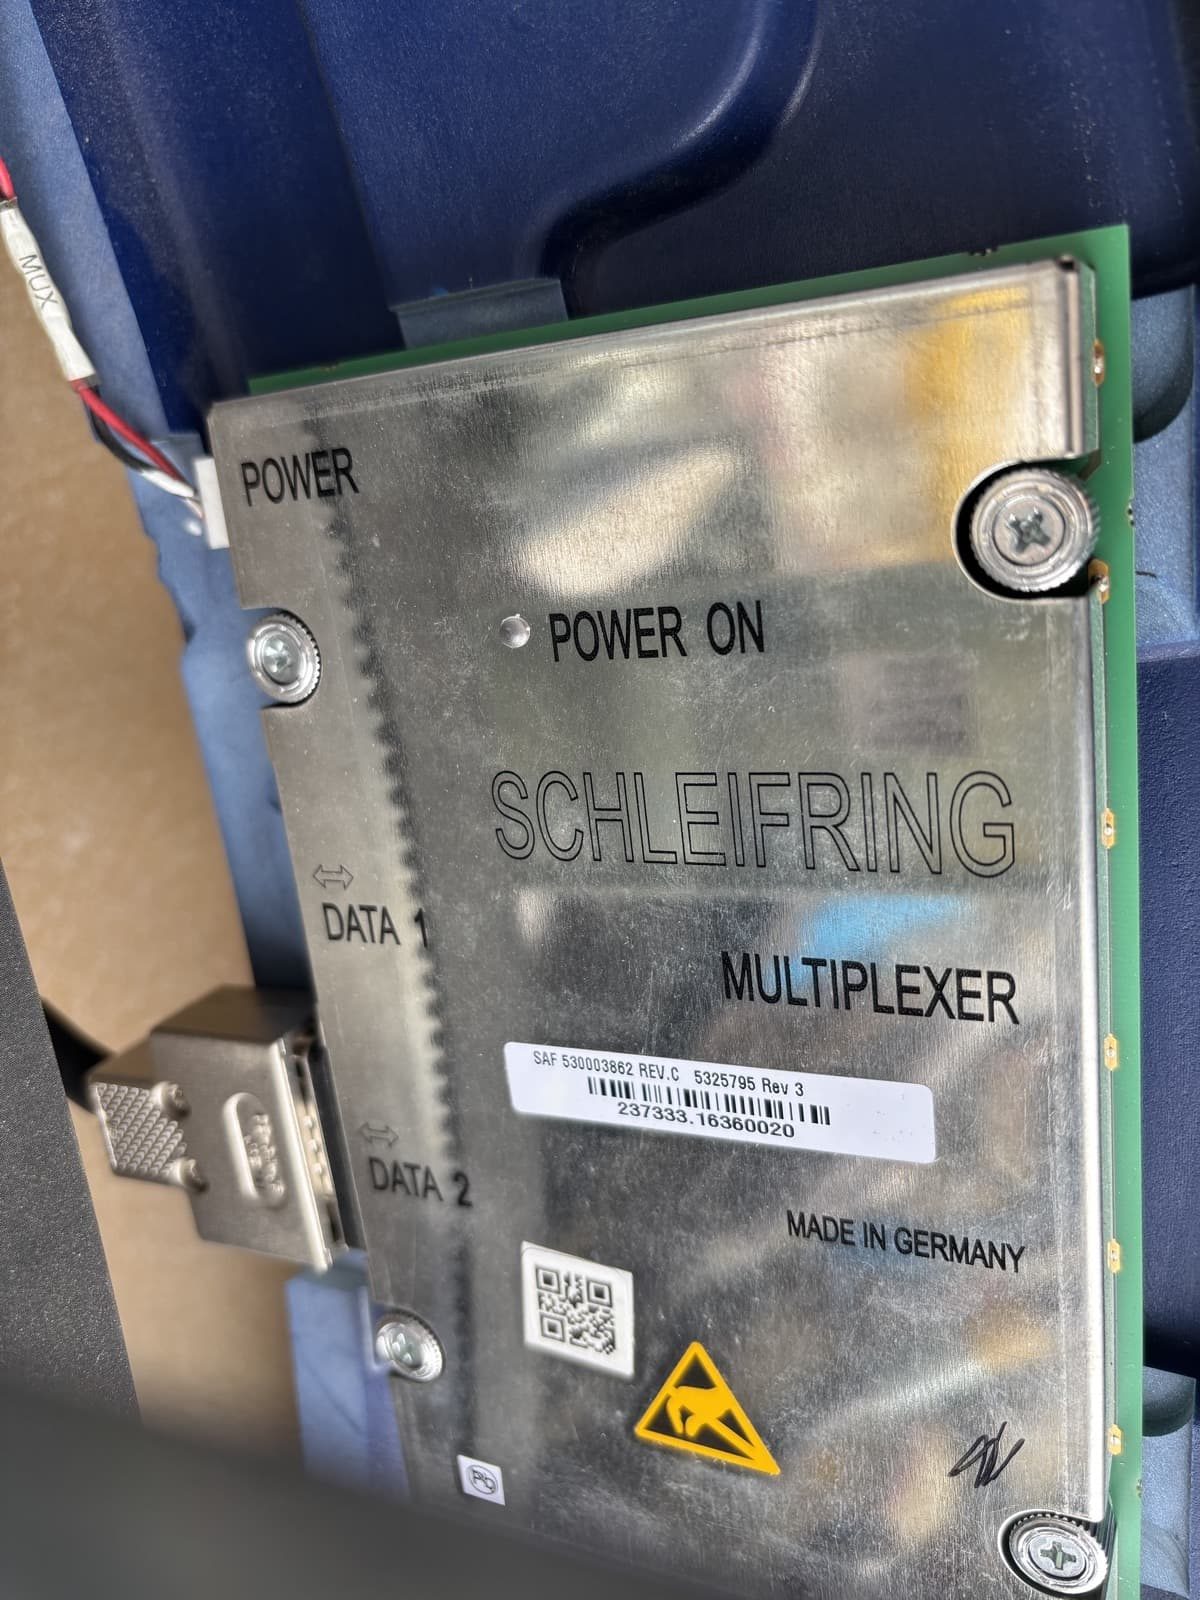 MUX
POWER
POWER ON
SCHLEIFRING
DATA 1
MULTIPLEXER
SAF 530003862 REV.C 5325795 Rev 3
237333.16360020
DATA 2
MADE IN GERMANY
Pb